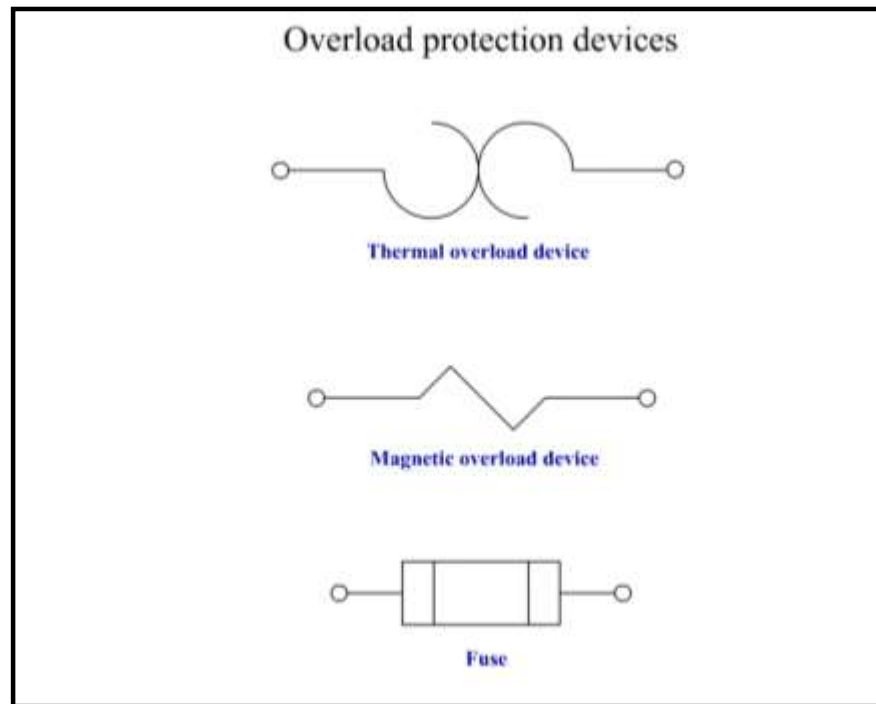 Overload protection devices
Thermal overload device
Magnetic overload device
Fuse